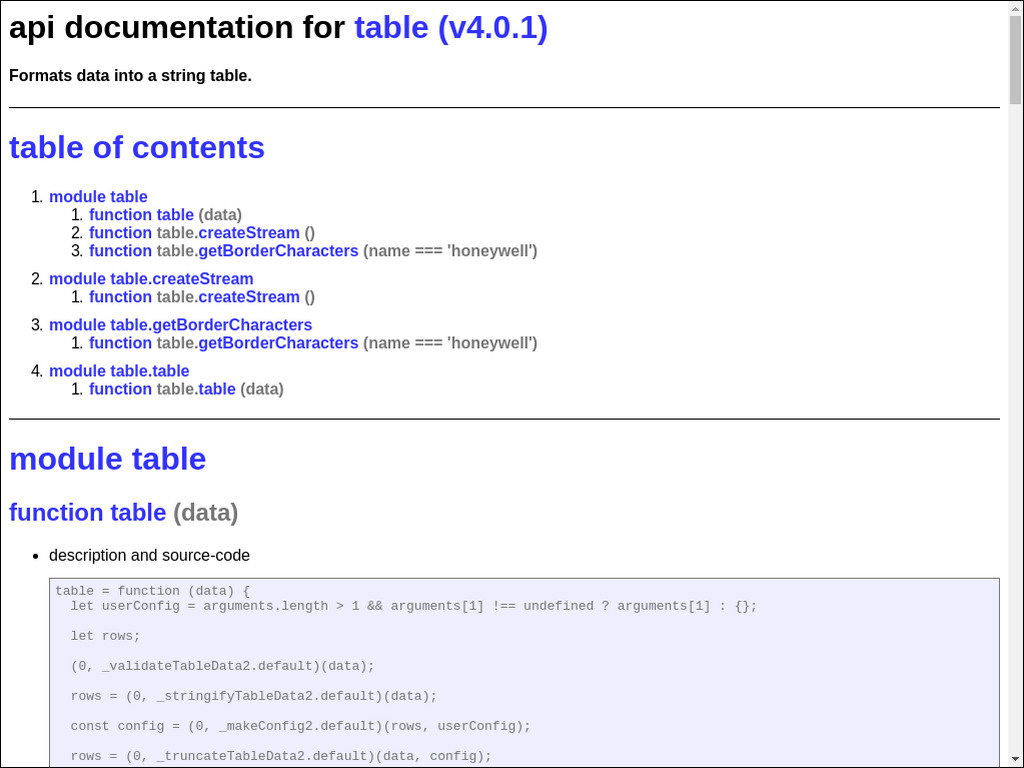 api documentation for table (v4.0.1)
Formats data into a string table.
table of contents
1. module table
1. function table (data)
2. function table.createStream ()
3. function table.getBorderCharacters (name === 'honeywell')
2. module table.createStream
1. function table.createStream ()
3. module table.getBorderCharacters
1. function table.getBorderCharacters (name === 'honeywell')
4. module table.table
1. function table.table (data)
module table
function table (data)
• description and source-code
table = function (data) {
  let userConfig = arguments.length > 1 && arguments[1] !== undefined ? arguments[1] : {};
  let rows;
  (0, _validateTableData2.default)(data);
  rows = (0, _stringifyTableData2.default)(data);
  const config = (0, _makeConfig2.default)(rows, userConfig);
  rows = (0, _truncateTableData2.default)(data, config);